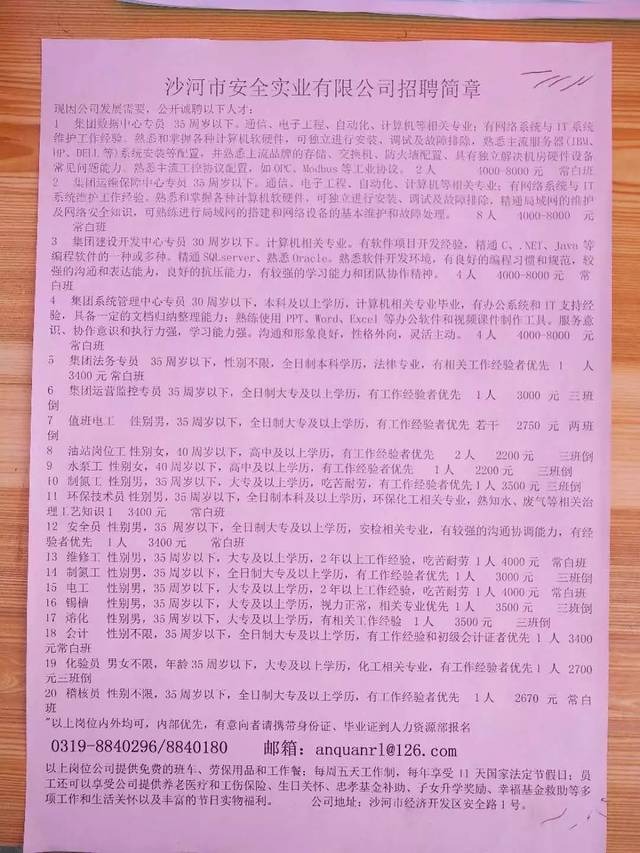 沙河市安全实业有限公司招聘简章
现因公司发展需要，公开诚聘以下人才：
1 集团数据中心专员 35周岁以下。通信、电子工程、自动化、计算机等相关专业；有网络系统与IT系统
维护工作经验。熟悉和掌握各种计算机软硬件，可独立进行安装、调试及故障排除，熟悉主流服务器(IBM、
HP、DELL等)系统安装等配置，并熟悉主流品牌的存储、交换机、防火墙配置、具有独立解决机房硬件设备
常见问题能力。熟悉主流工控协议配置，如OPC、Modbus等工业协议。2人 4000-8000元 常白班
2 集团运维保障中心专员 35周岁以下。通信、电子工程、自动化、计算机等相关专业；有网络系统与IT
系统维护工作经验。熟悉和掌握各种计算机软硬件，可独立进行安装、调试及故障排除，精通局域网的维护
及网络安全知识，可熟练进行局域网的搭建和网络设备的基本维护和故障处理。 8人 4000-8000元
常白班
3 集团建设开发中心专员 30周岁以下。计算机相关专业。有软件项目开发经验，精通C、.NET、Java等
编程软件的一种或多种。精通SQLserver、熟悉Oracle。熟悉软件开发环境，有良好的编程习惯和规范，较
强的沟通和表达能力，良好的抗压能力，有较强的学习能力和团队协作精神。 4人 4000-8000元 常
白班
4 集团系统管理中心专员 30周岁以下，本科及以上学历，计算机相关专业毕业，有办公系统和IT支持经
验，具备一定的文档归纳整理能力；熟练使用PPT、Word、Excel等办公软件和视频课件制作工具。服务意
识、协作意识和执行力强，学习能力强。沟通和形象良好，性格外向，灵活主动。 4人 4000-8000元
常白班
5 集团法务专员 35周岁以下，性别不限，全日制本科学历，法律专业，有相关工作经验者优先 1 人
3400元常白班
6 集团运营监控专员 35周岁以下，全日制大专及以上学历，有工作经验者优先 1人 3000 元 三班
倒
7 值班电工 性别男，35周岁以下，全日制大专及以上学历，有工作经验者优先 若干 2750 元 两班
倒
8 油站岗位工 性别女，40周岁以下，高中及以上学历，有工作经验者优先 2人 2200 元 三班倒
9 水泵工 性别女，40周岁以下，高中及以上学历，有工作经验者优先 1人 2200元 三班倒
10 制氮工 性别男，35周岁以下，大专及以上学历，吃苦耐劳，有工作经验者优先1人3500元三班倒
11 环保技术员 性别男，35周岁以下，全日制本科及以上学历，环保化工相关专业，熟知水、废气等相关治
理工艺知识1 3400元 常白班
12 安全员 性别男，35周岁以下，全日制大专及以上学历，安检相关专业，有较强的沟通协调能力，有经
验者优先 1人 3400元 常白班
13 维修工 性别男，35周岁以下，大专及以上学历，2年以上工作经验，吃苦耐劳 1人 4000元 常白班
14 制氢工 性别男，35周岁以下，全日制大专及以上学历，有工作经验者优先 1人 3000 元 三班倒
15 电工 性别男，35周岁以下，大专及以上学历，2年以上工作经验，吃苦耐劳 1人 4000元 常白班
16 锡槽 性别男，35周岁以下，大专及以上学历，视力正常，相关专业优先 1人 3500 元 三班倒
17 熔化 性别男，35周岁以下，大专及以上学历，有相关工作经验 1人 3500元 三班倒
18 会计 性别不限，35周岁以下，全日制大专及以上学历，有工作经验和初级会计证者优先1人 3400
元常白班
19 化验员 男女不限，年龄35周岁以下，大专及以上学历，化工相关专业，有工作经验者优先1人 2700
元三班倒
20 稽核员 性别不限，35周岁以下，全日制大专及以上学历，有工作经验者优先 1人 2670 元 常白
班
"以上岗位内外均可，内部优先，有意向者请携带身份证、毕业证到人力资源部报名
0319-8840296/8840180 邮箱：anquanrl@126.com
以上岗位公司提供免费的班车、劳保用品和工作餐；每周五天工作制，每年享受11天国家法定节假日；员
工还可以享受公司提供养老医疗和工伤保险、生日关怀、忠孝基金补助、子女升学奖励、幸福基金救助等多
项工作和生活关怀以及丰富的节日实物福利。 公司地址：沙河市经济开发区安全路1号。